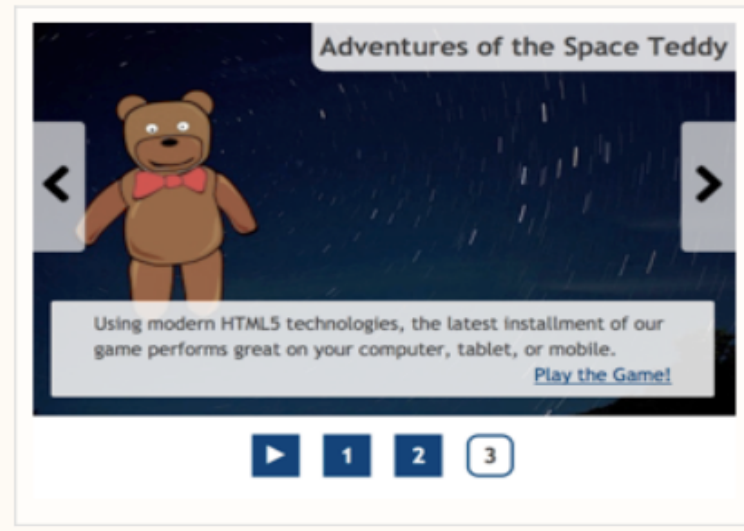 Adventures of the Space Teddy
Using modern HTML5 technologies, the latest installment of our
game performs great on your computer, tablet, or mobile.
Play the Game!
1 2 3